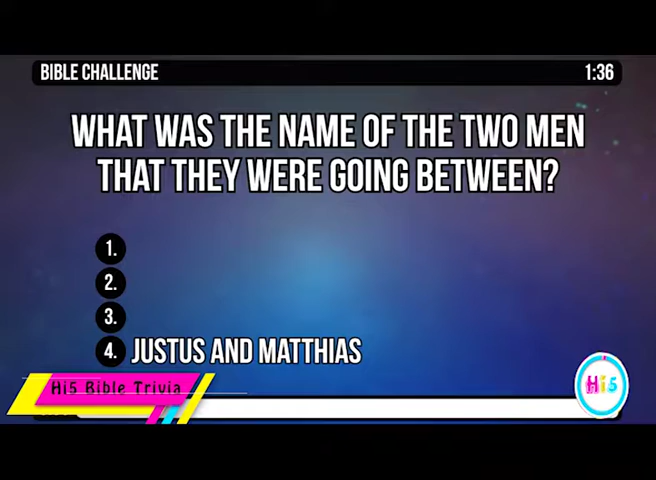 BIBLE CHALLENGE 1:36
WHAT WAS THE NAME OF THE TWO MEN
THAT THEY WERE GOING BETWEEN?
1.
2.
3.
4. JUSTUS AND MATTHIAS
Hi5 Bible Trivia
Hi5